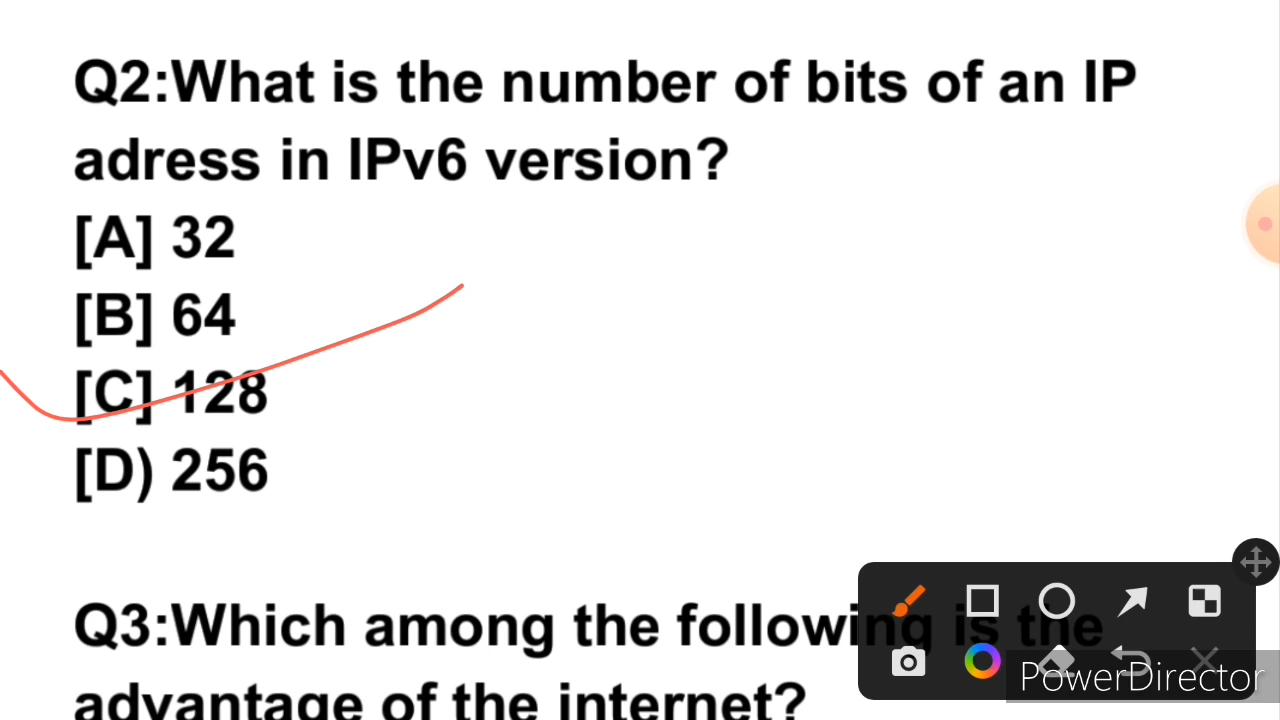 Q2:What is the number of bits of an IP
adress in IPv6 version?
[A] 32
[B] 64
[C] 128
[D) 256
Q3:Which among the following is the
advantage of the internet?
PowerDirector